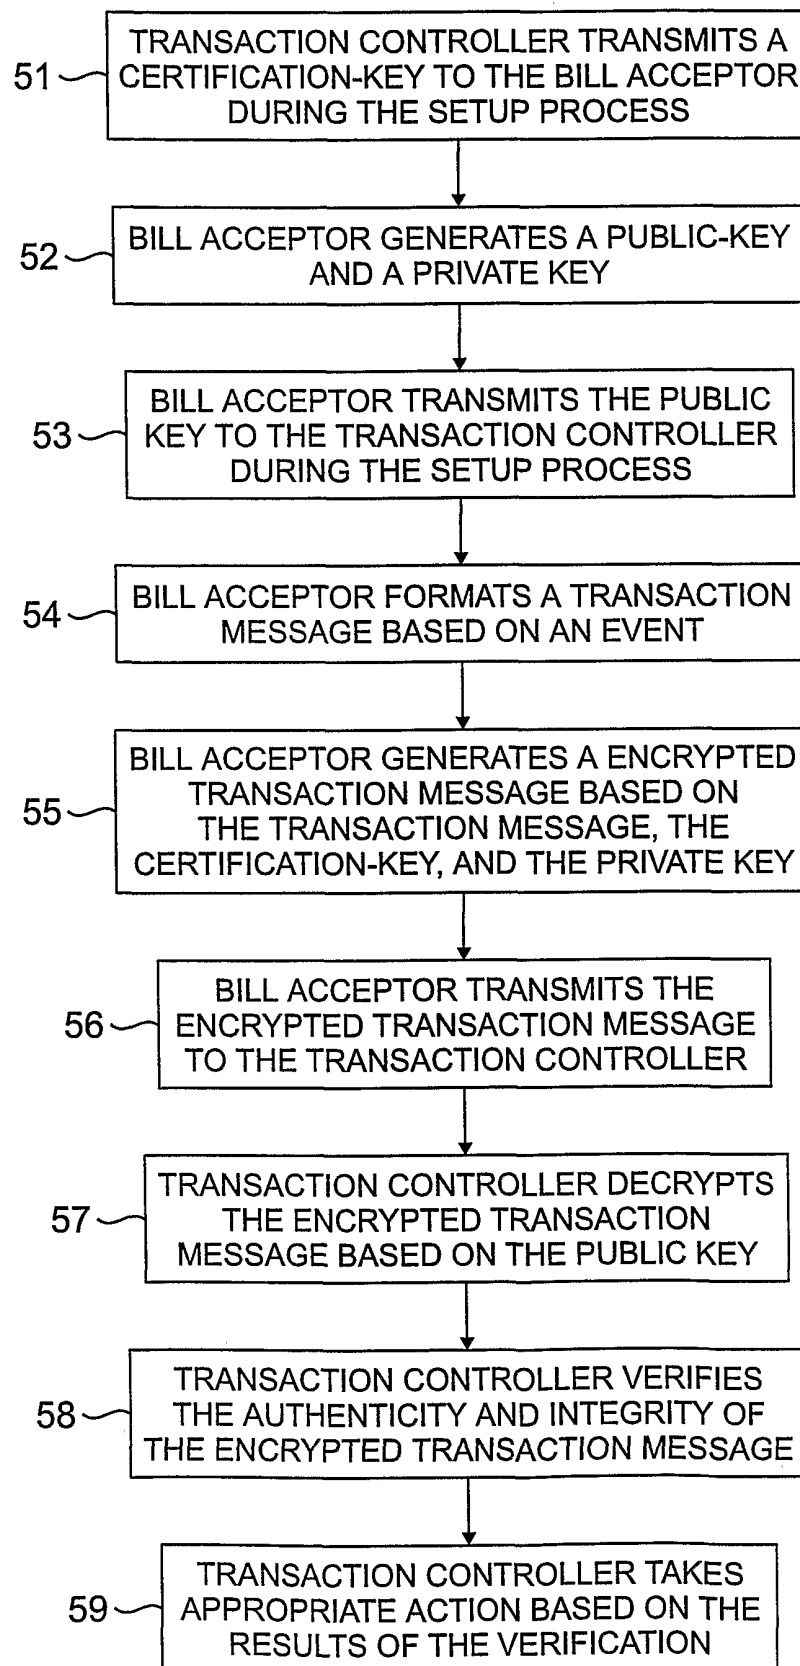 51
TRANSACTION CONTROLLER TRANSMITS A
CERTIFICATION-KEY TO THE BILL ACCEPTOR
DURING THE SETUP PROCESS
52
BILL ACCEPTOR GENERATES A PUBLIC-KEY
AND A PRIVATE KEY
53
BILL ACCEPTOR TRANSMITS THE PUBLIC
KEY TO THE TRANSACTION CONTROLLER
DURING THE SETUP PROCESS
54
BILL ACCEPTOR FORMATS A TRANSACTION
MESSAGE BASED ON AN EVENT
55
BILL ACCEPTOR GENERATES A ENCRYPTED
TRANSACTION MESSAGE BASED ON
THE TRANSACTION MESSAGE, THE
CERTIFICATION-KEY, AND THE PRIVATE KEY
56
BILL ACCEPTOR TRANSMITS THE
ENCRYPTED TRANSACTION MESSAGE
TO THE TRANSACTION CONTROLLER
57
TRANSACTION CONTROLLER DECRYPTS
THE ENCRYPTED TRANSACTION
MESSAGE BASED ON THE PUBLIC KEY
58
TRANSACTION CONTROLLER VERIFIES
THE AUTHENTICITY AND INTEGRITY OF
THE ENCRYPTED TRANSACTION MESSAGE
59
TRANSACTION CONTROLLER TAKES
APPROPRIATE ACTION BASED ON THE
RESULTS OF THE VERIFICATION